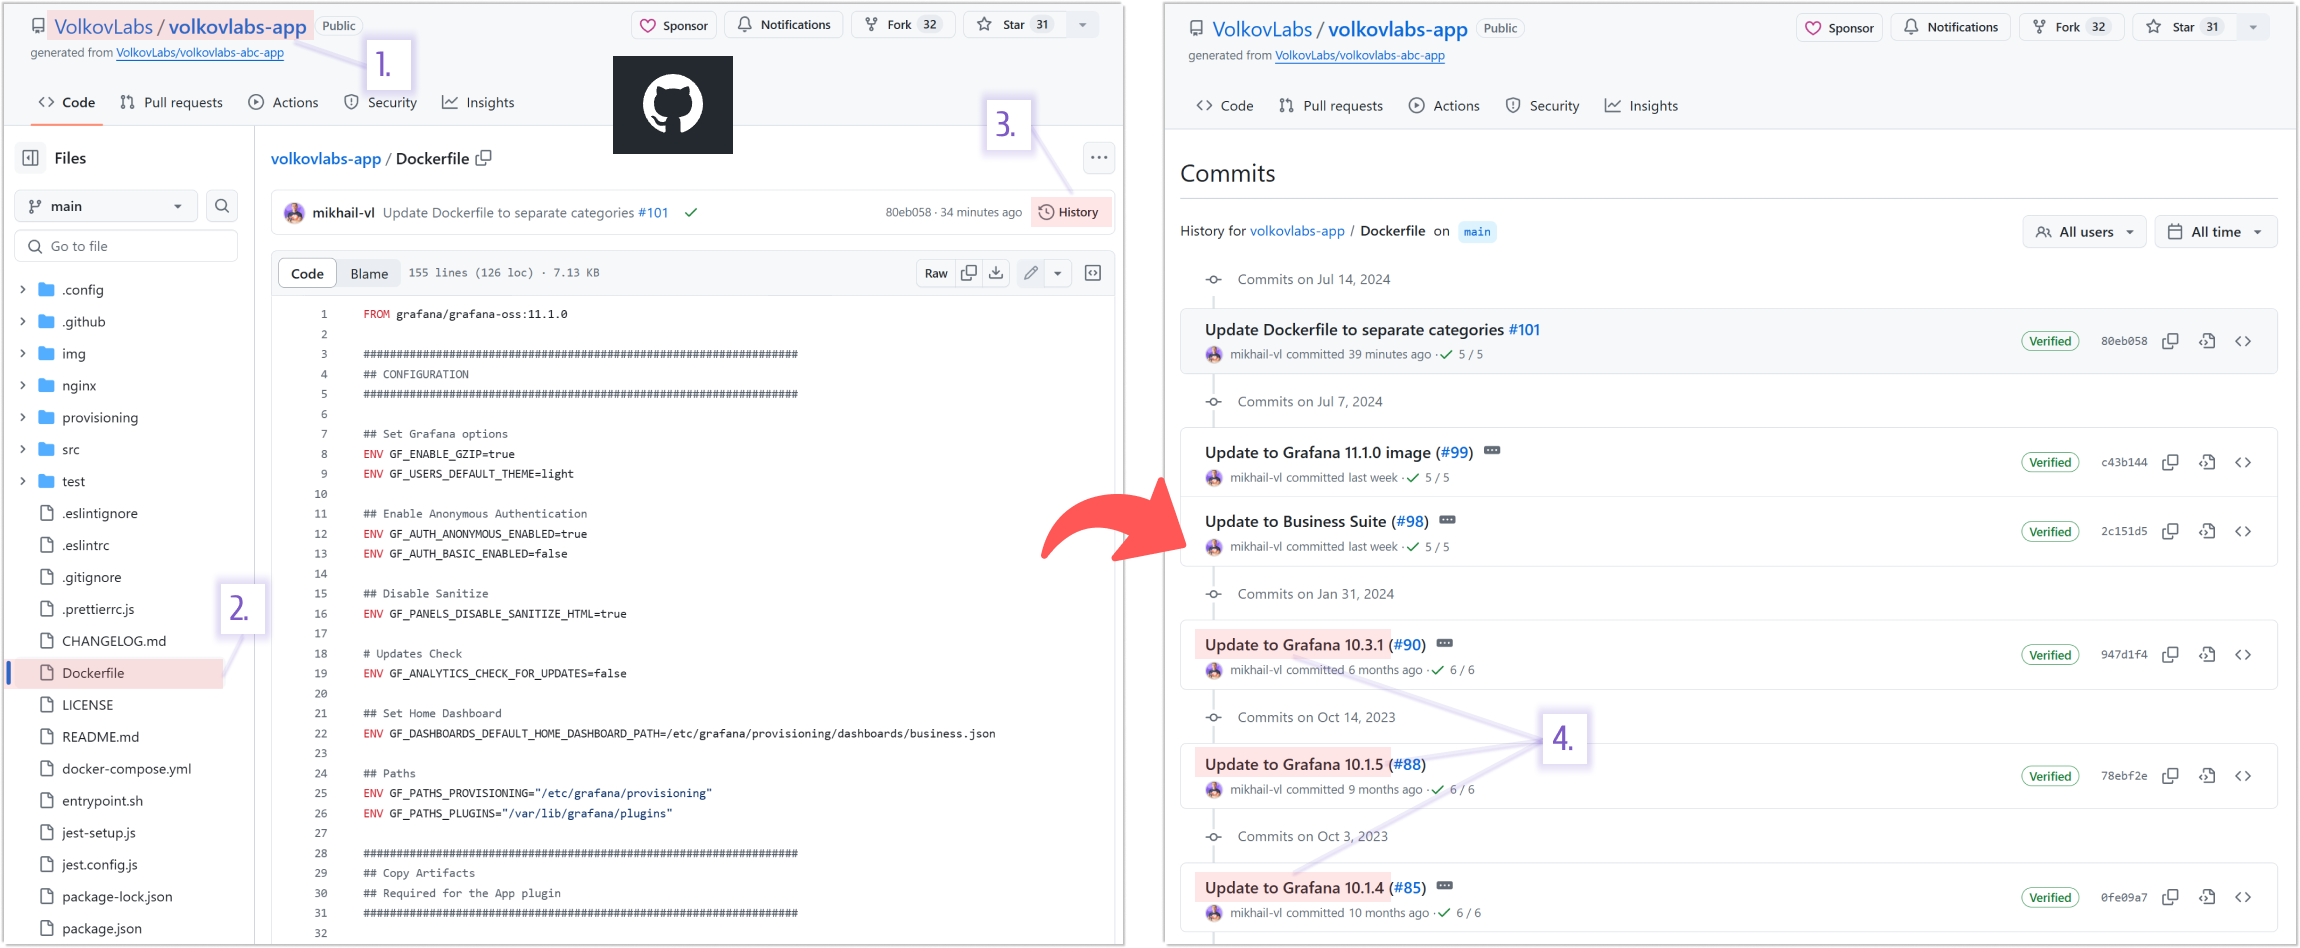 VolkovLabs / volkovlabs-app Public
Sponsor Notifications Fork 32 Star 31
generated from VolkovLabs/volkovlabs-abc-app
1.
Code Pull requests Actions Security Insights
3.
Files
main
Go to file
.config
.github
img
nginx
provisioning
src
test
.eslintignore
.eslintrc
.gitignore
.prettierrc.js
2.
CHANGELOG.md
Dockerfile
LICENSE
README.md
docker-compose.yml
entrypoint.sh
jest-setup.js
jest.config.js
package-lock.json
package.json
volkovlabs-app / Dockerfile
mikhail-vl Update Dockerfile to separate categories #101 80eb058 · 34 minutes ago History
Code Blame 155 lines (126 loc) · 7.13 KB Raw
1 FROM grafana/grafana-oss:11.1.0
2
3 ##################################################################
4 ## CONFIGURATION
5 ##################################################################
6
7 ## Set Grafana options
8 ENV GF_ENABLE_GZIP=true
9 ENV GF_USERS_DEFAULT_THEME=light
10
11 ## Enable Anonymous Authentication
12 ENV GF_AUTH_ANONYMOUS_ENABLED=true
13 ENV GF_AUTH_BASIC_ENABLED=false
14
15 ## Disable Sanitize
16 ENV GF_PANELS_DISABLE_SANITIZE_HTML=true
17
18 # Updates Check
19 ENV GF_ANALYTICS_CHECK_FOR_UPDATES=false
20
21 ## Set Home Dashboard
22 ENV GF_DASHBOARDS_DEFAULT_HOME_DASHBOARD_PATH=/etc/grafana/provisioning/dashboards/business.json
23
24 ## Paths
25 ENV GF_PATHS_PROVISIONING="/etc/grafana/provisioning"
26 ENV GF_PATHS_PLUGINS="/var/lib/grafana/plugins"
27
28 ##################################################################
29 ## Copy Artifacts
30 ## Required for the App plugin
31 ##################################################################
32
VolkovLabs / volkovlabs-app Public
Sponsor Notifications Fork 32 Star 31
generated from VolkovLabs/volkovlabs-abc-app
Code Pull requests Actions Security Insights
Commits
History for volkovlabs-app / Dockerfile on main All users All time
Commits on Jul 14, 2024
Update Dockerfile to separate categories #101
mikhail-vl committed 39 minutes ago · 5 / 5
Verified 80eb058
Commits on Jul 7, 2024
Update to Grafana 11.1.0 image (#99)
mikhail-vl committed last week · 5 / 5
Verified c43b144
Update to Business Suite (#98)
mikhail-vl committed last week · 5 / 5
Verified 2c151d5
Commits on Jan 31, 2024
Update to Grafana 10.3.1 (#90)
mikhail-vl committed 6 months ago · 6 / 6
Verified 947d1f4
Commits on Oct 14, 2023
4.
Update to Grafana 10.1.5 (#88)
mikhail-vl committed 9 months ago · 6 / 6
Verified 78ebf2e
Commits on Oct 3, 2023
Update to Grafana 10.1.4 (#85)
mikhail-vl committed 10 months ago · 6 / 6
Verified 0fe09a7